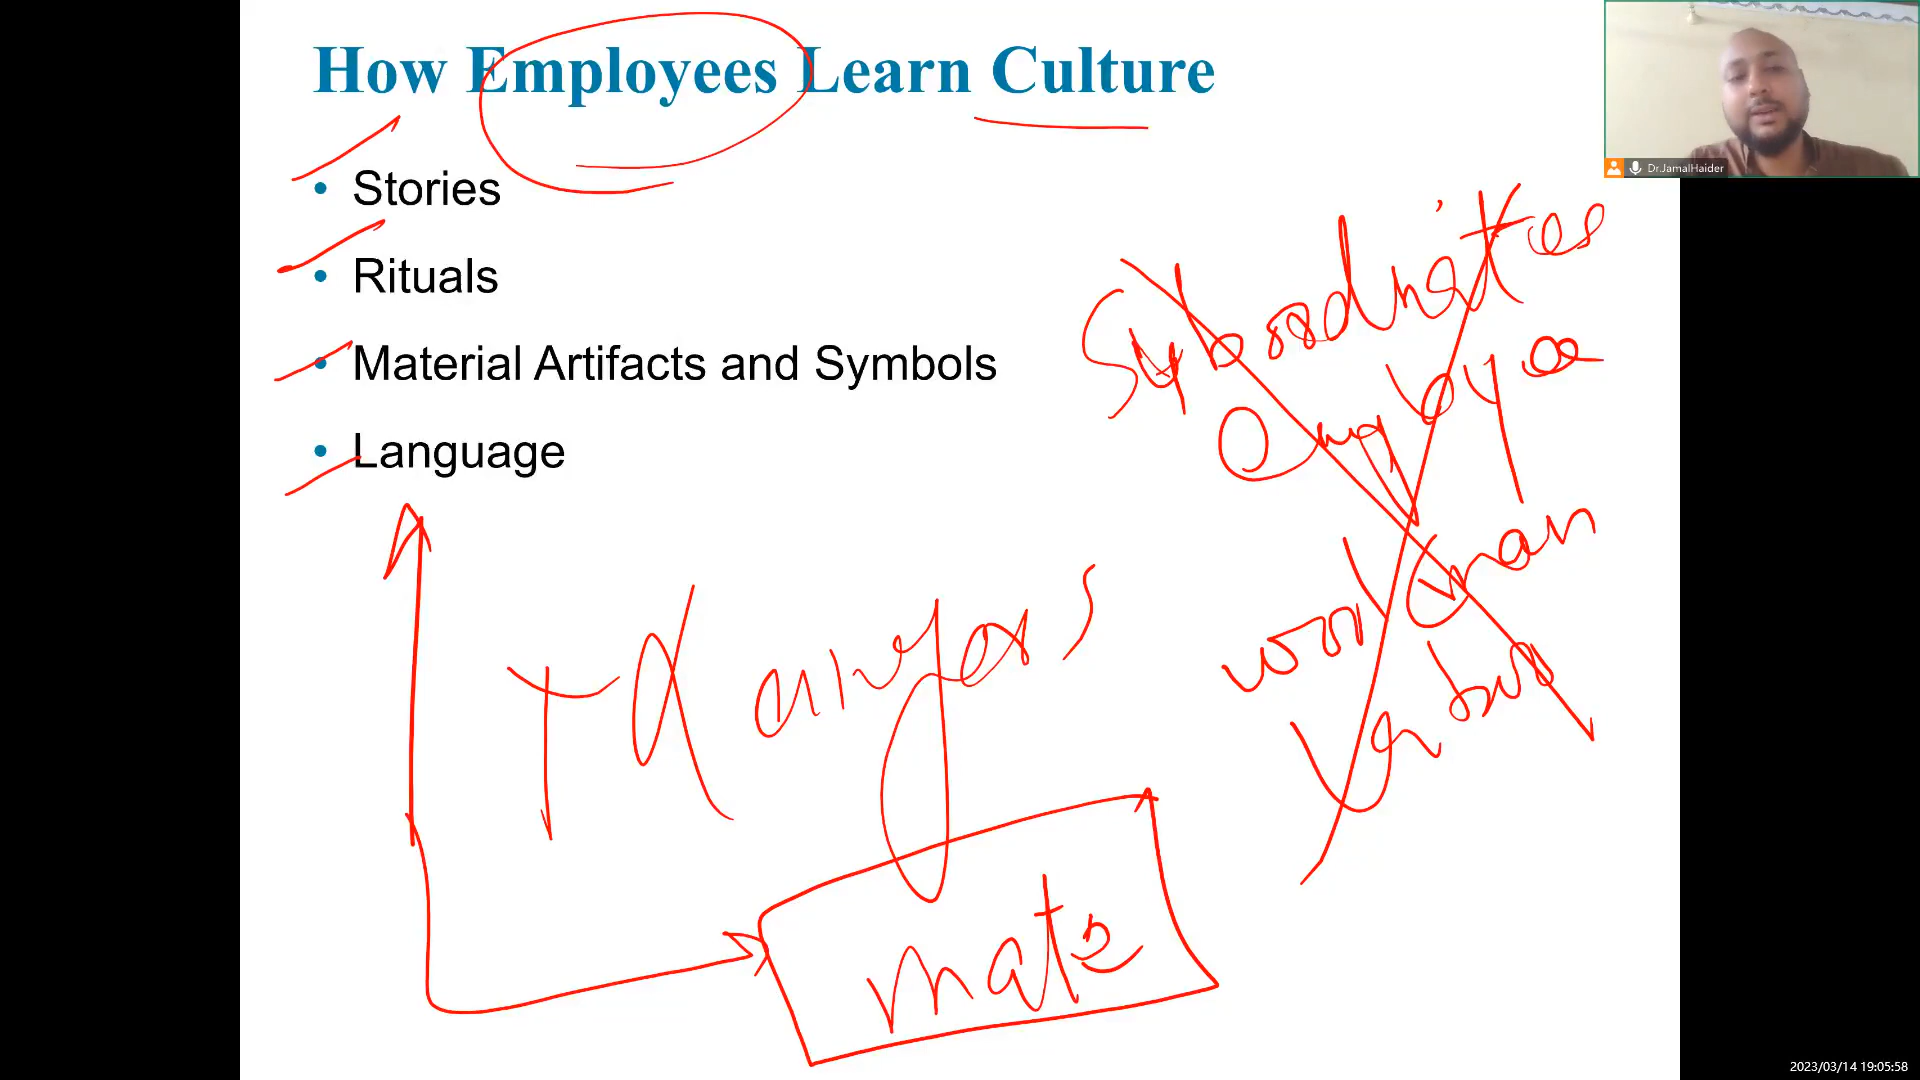 How Employees Learn Culture
• Stories
• Rituals
• Material Artifacts and Symbols
• Language
Subordinates
employee
workman
mate
Dr.JamalHaider
2023/03/14 19:05:58